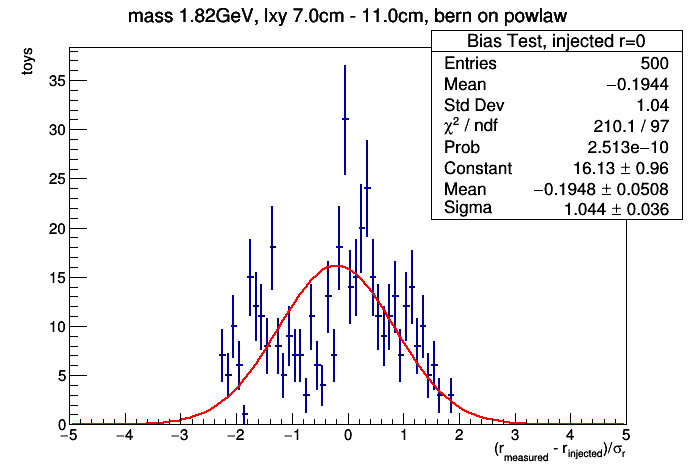 mass 1.82GeV, lxy 7.0cm - 11.0cm, bern on powlaw
Bias Test, injected r=0
Entries 500
Mean −0.1944
Std Dev 1.04
χ² / ndf 210.1 / 97
Prob 2.513e−10
Constant 16.13 ± 0.96
Mean −0.1948 ± 0.0508
Sigma 1.044 ± 0.036
toys
35
30
25
20
15
10
5
0
−5 −4 −3 −2 −1 0 1 2 3 4 5
(r_measured - r_injected)/σ_r